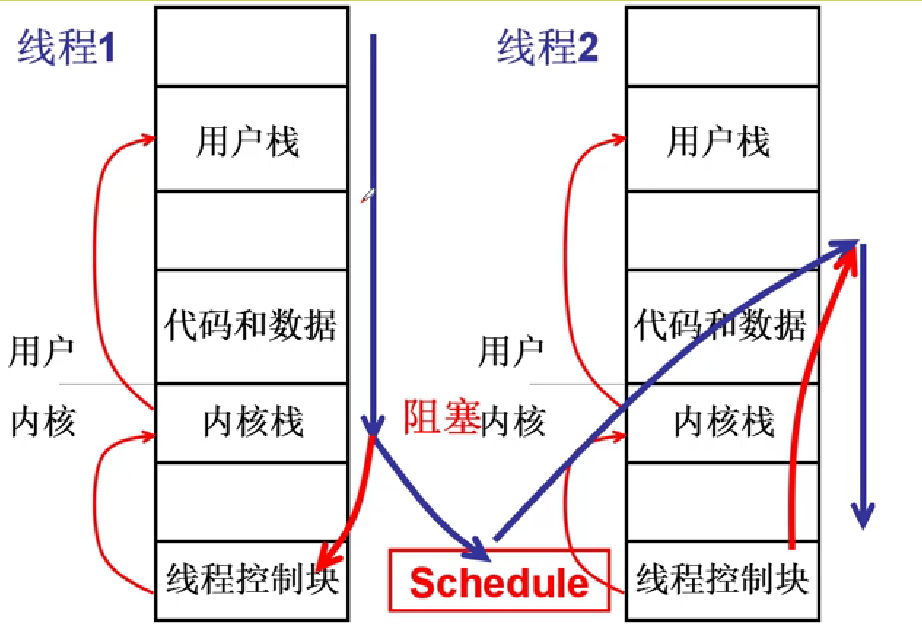 线程1
用户栈
代码和数据
用户
内核
内核栈
线程控制块
阻塞
Schedule
线程2
用户栈
代码和数据
用户
内核
内核栈
线程控制块